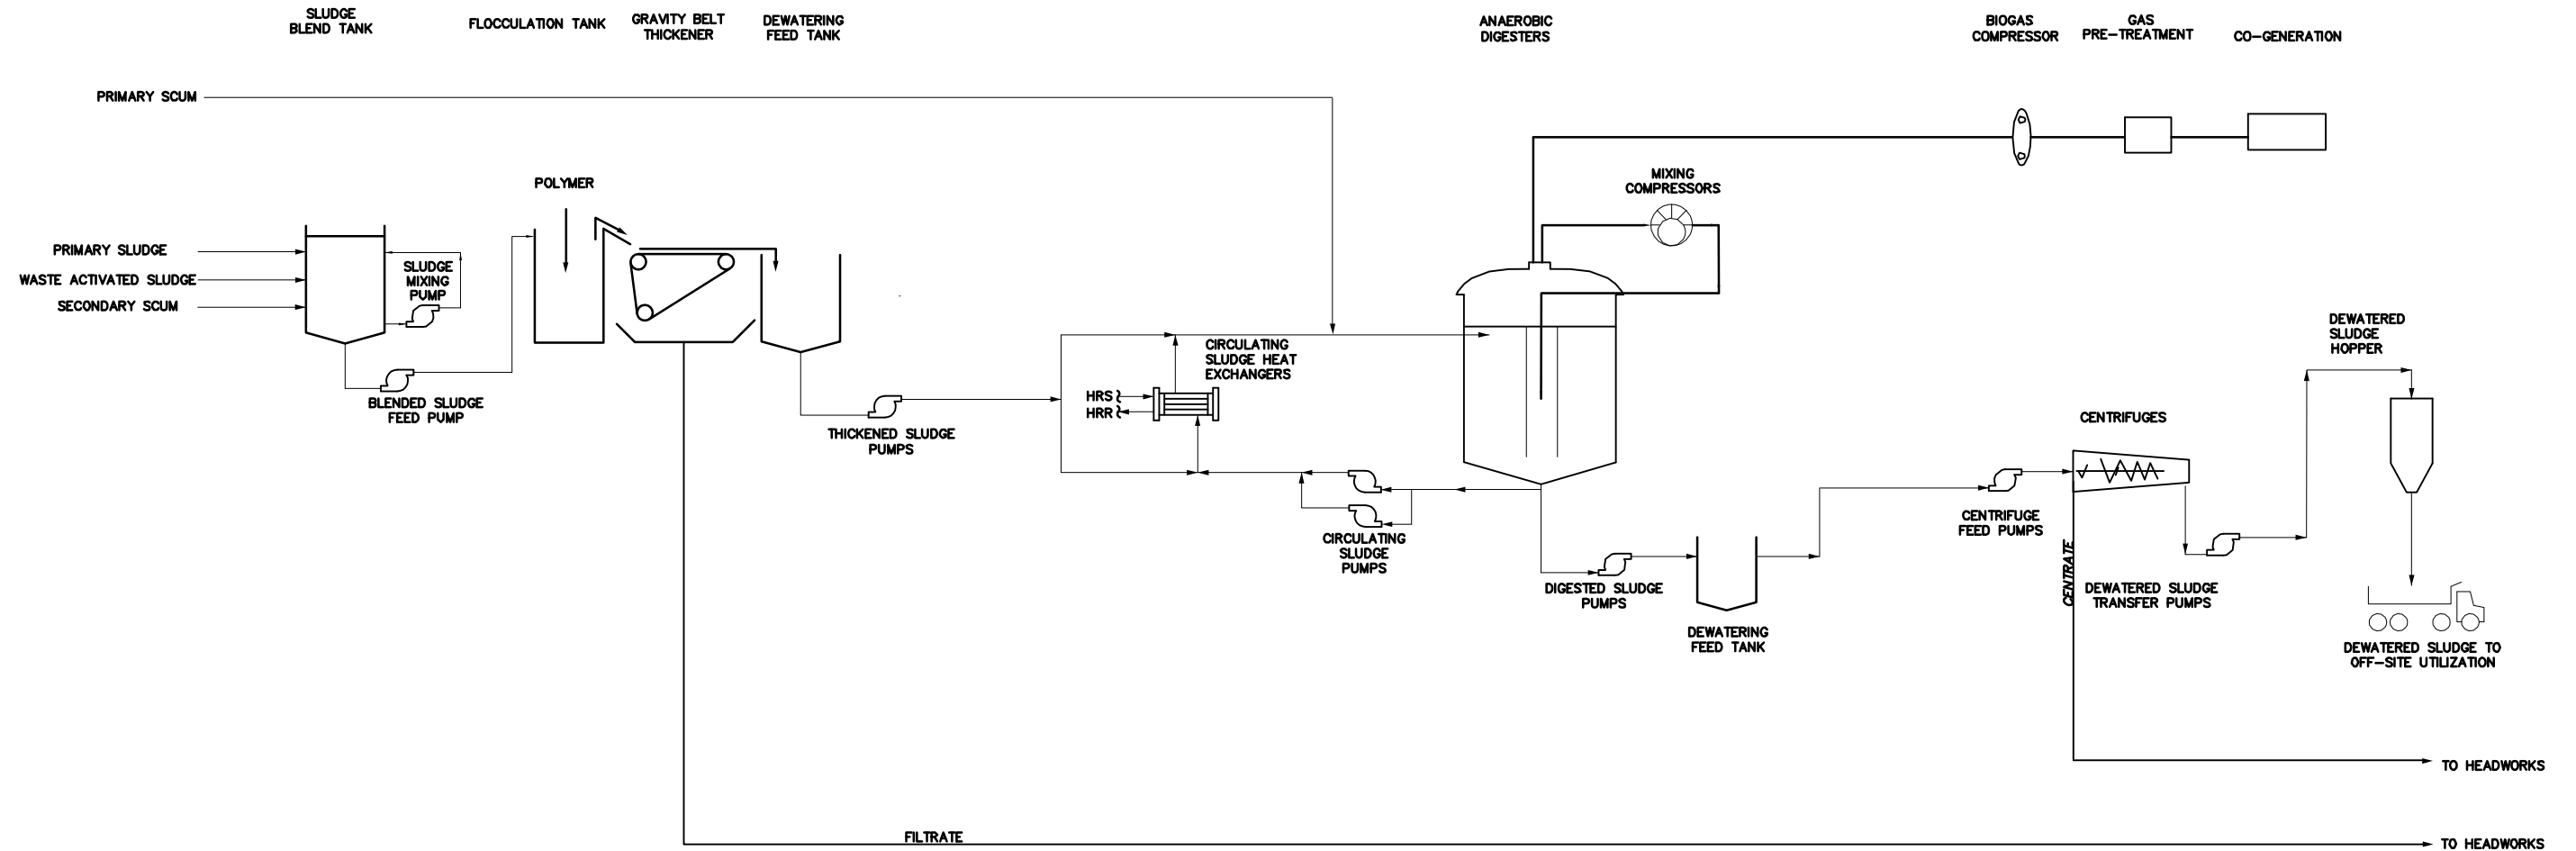 SLUDGE
BLEND TANK
FLOCCULATION TANK
GRAVITY BELT
THICKENER
DEWATERING
FEED TANK
ANAEROBIC
DIGESTERS
BIOGAS
COMPRESSOR
GAS
PRE-TREATMENT
CO-GENERATION
PRIMARY SCUM
POLYMER
MIXING
COMPRESSORS
PRIMARY SLUDGE
WASTE ACTIVATED SLUDGE
SECONDARY SCUM
SLUDGE
MIXING
PUMP
BLENDED SLUDGE
FEED PUMP
THICKENED SLUDGE
PUMPS
CIRCULATING
SLUDGE HEAT
EXCHANGERS
HRS
HRR
CIRCULATING
SLUDGE
PUMPS
DIGESTED SLUDGE
PUMPS
DEWATERING
FEED TANK
CENTRIFUGE
FEED PUMPS
CENTRIFUGES
CENTRATE
DEWATERED SLUDGE
TRANSFER PUMPS
DEWATERED
SLUDGE
HOPPER
DEWATERED SLUDGE TO
OFF-SITE UTILIZATION
TO HEADWORKS
FILTRATE
TO HEADWORKS